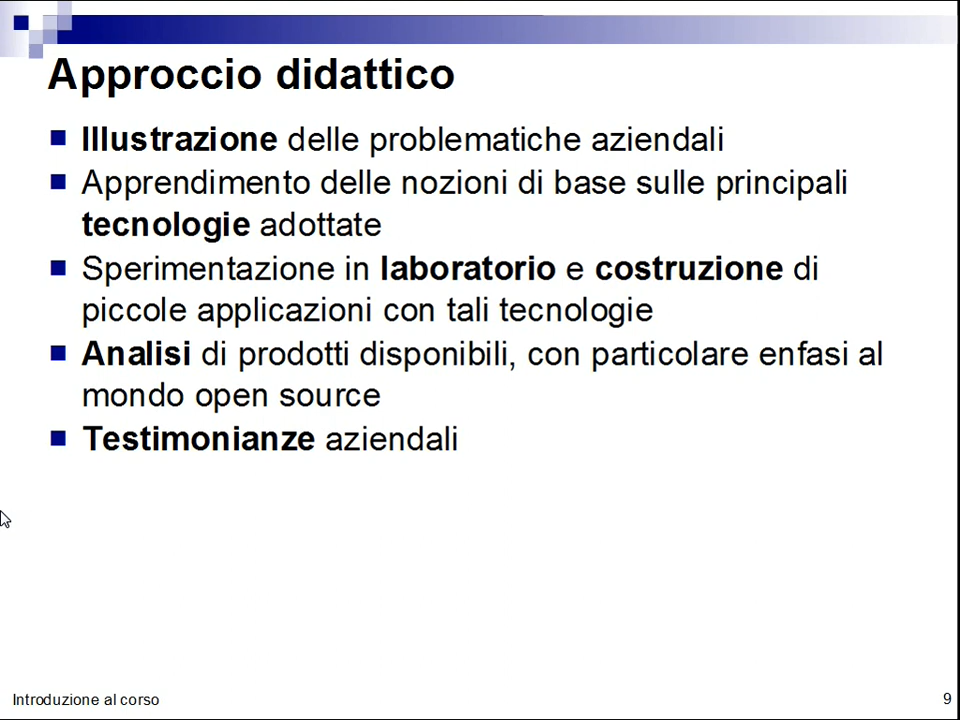 Approccio didattico
Illustrazione delle problematiche aziendali
Apprendimento delle nozioni di base sulle principali
tecnologie adottate
Sperimentazione in laboratorio e costruzione di
piccole applicazioni con tali tecnologie
Analisi di prodotti disponibili, con particolare enfasi al
mondo open source
Testimonianze aziendali
Introduzione al corso
9